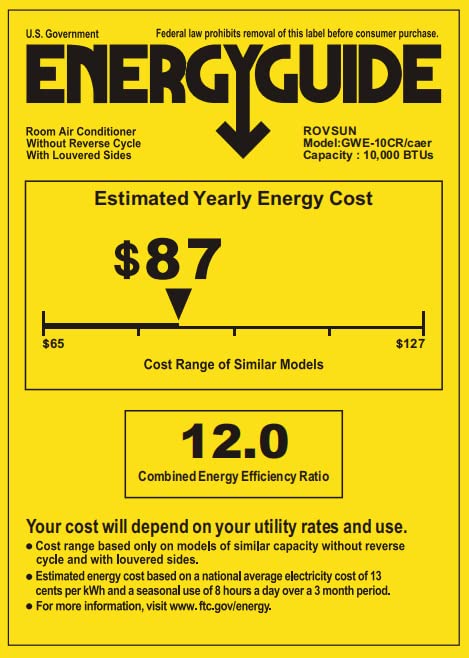 U.S. Government Federal law prohibits removal of this label before consumer purchase.
ENERGYGUIDE
Room Air Conditioner
Without Reverse Cycle
With Louvered Sides
ROVSUN
Model:GWE-10CR/caer
Capacity : 10,000 BTUs
Estimated Yearly Energy Cost
$87
$65 $127
Cost Range of Similar Models
12.0
Combined Energy Efficiency Ratio
Your cost will depend on your utility rates and use.
● Cost range based only on models of similar capacity without reverse
cycle and with louvered sides.
● Estimated energy cost based on a national average electricity cost of 13
cents per kWh and a seasonal use of 8 hours a day over a 3 month period.
● For more information, visit www. ftc.gov/energy.